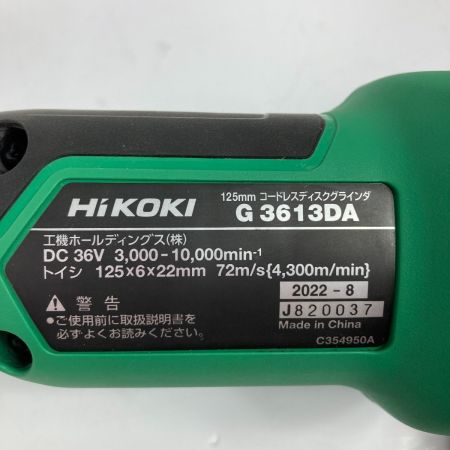 HiKOKI
125mm コードレスディスクグラインダ
G 3613DA
工機ホールディングス(株)
DC 36V 3,000-10,000min-1
トイシ 125×6×22mm 72m/s{4,300m/min}
警告
●ご使用前に取扱説明書を
必ずよくお読みください。
2022-8
J820037
Made in China
C354950A